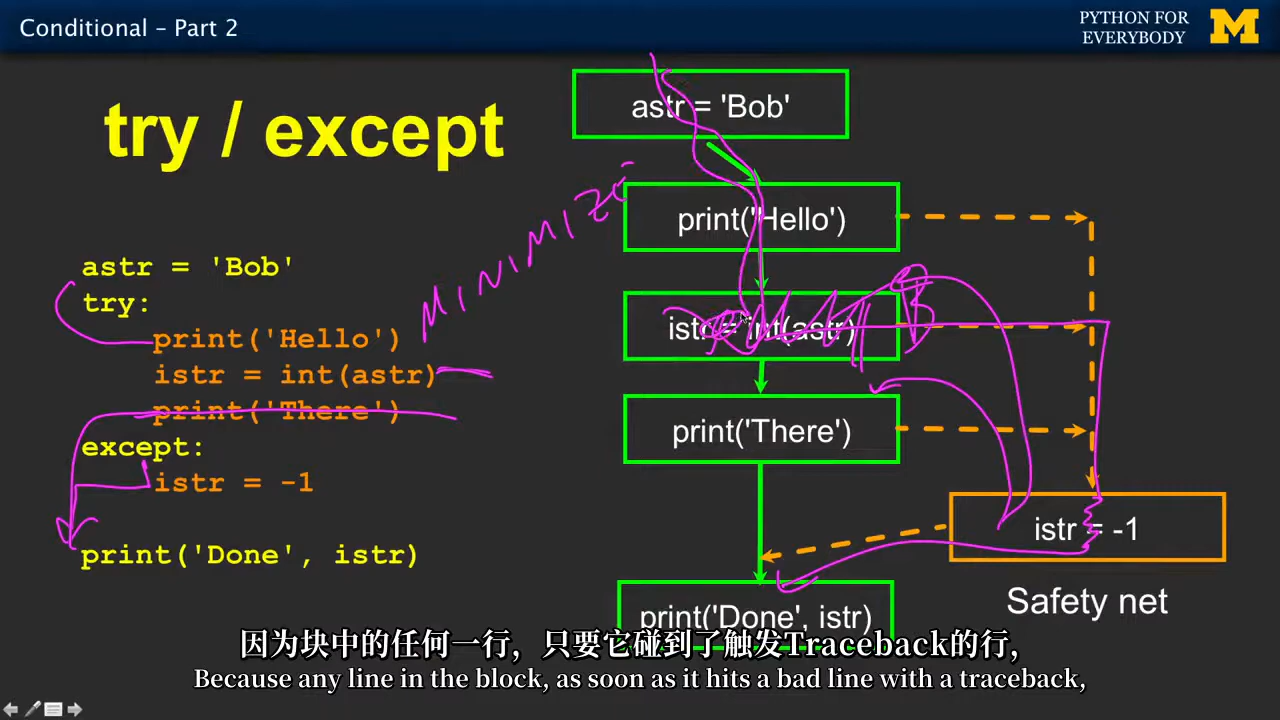 Conditional – Part 2
PYTHON FOR
EVERYBODY
M
try / except
astr = 'Bob'
try:
print('Hello')
istr = int(astr)
print('There')
except:
istr = -1
print('Done', istr)
MINIMIZE
astr = 'Bob'
print('Hello')
istr = int(astr)
print('There')
istr = -1
Safety net
print('Done', istr)
因为块中的任何一行，只要它碰到了触发Traceback的行，
Because any line in the block, as soon as it hits a bad line with a traceback,